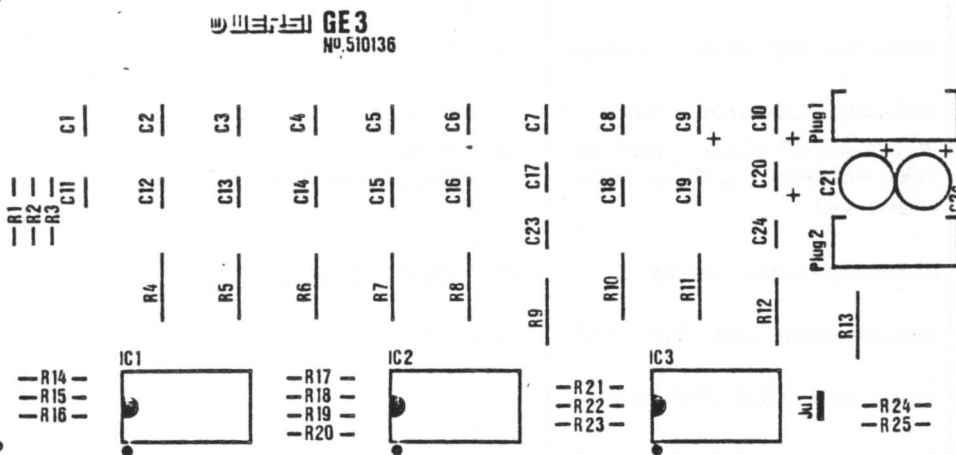 WERSI GE3
No.510136
C1 C2 C3 C4 C5 C6 C7 C8 C9 C10 Plug1
C11 C12 C13 C14 C15 C16 C17 C18 C19 C20 C21
R1 R2 R3
C23 C24 Plug2
R4 R5 R6 R7 R8 R9 R10 R11 R12 R13
IC1 IC2 IC3
R14 R17 R21
R15 R18 R22 Ju1 R24
R16 R19 R23 R25
R20